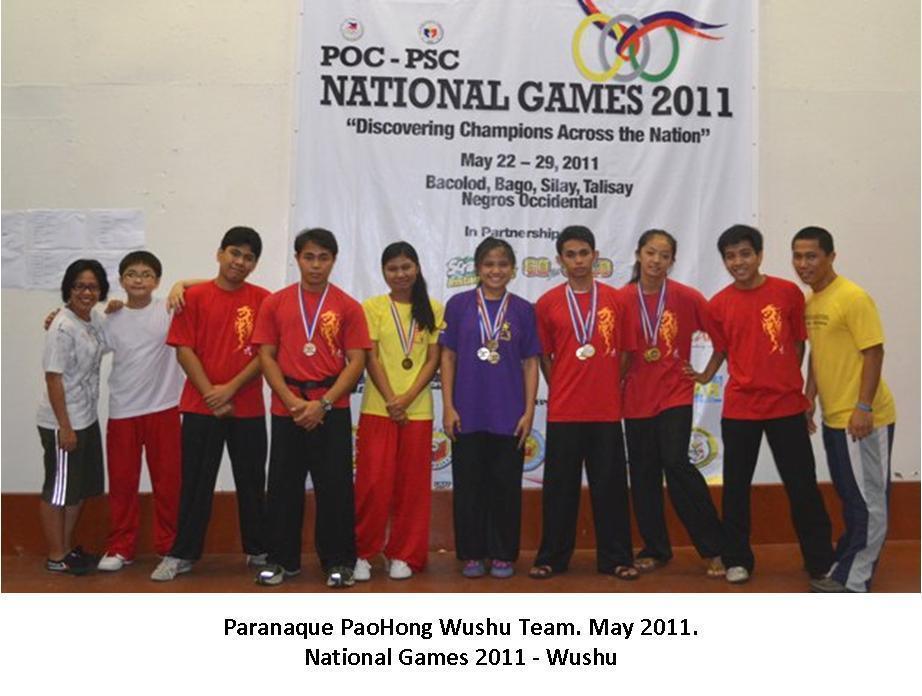 POC - PSC
NATIONAL GAMES 2011
“Discovering Champions Across the Nation”
May 22 – 29, 2011
Bacolod, Bago, Silay, Talisay
Negros Occidental
In Partnership
Paranaque PaoHong Wushu Team. May 2011.
National Games 2011 - Wushu